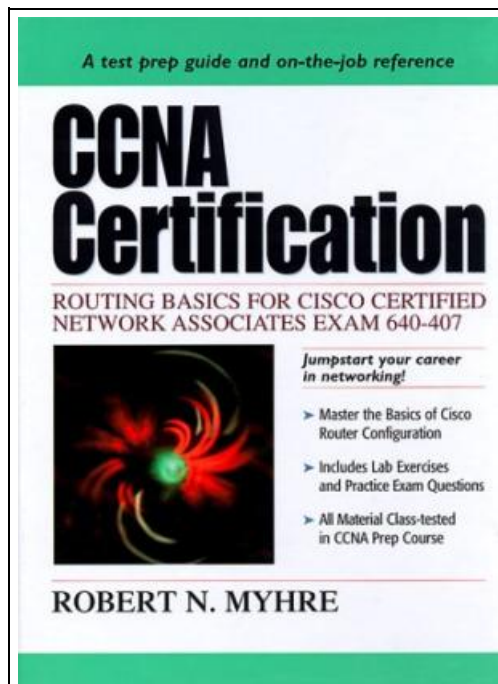 A test prep guide and on-the-job reference
CCNA
Certification
ROUTING BASICS FOR CISCO CERTIFIED
NETWORK ASSOCIATES EXAM 640-407
Jumpstart your career
in networking!
➤ Master the Basics of Cisco
Router Configuration
➤ Includes Lab Exercises
and Practice Exam Questions
➤ All Material Class-tested
in CCNA Prep Course
ROBERT N. MYHRE